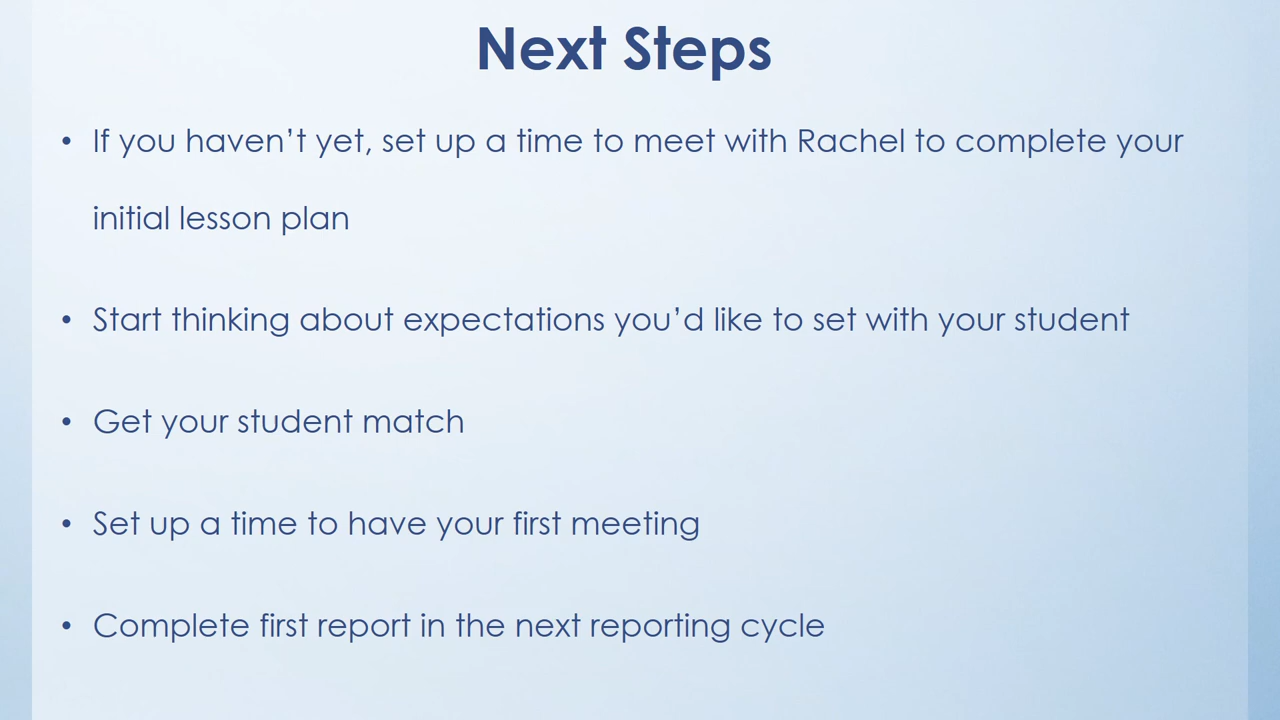 Next Steps
• If you haven’t yet, set up a time to meet with Rachel to complete your
initial lesson plan
• Start thinking about expectations you’d like to set with your student
• Get your student match
• Set up a time to have your first meeting
• Complete first report in the next reporting cycle